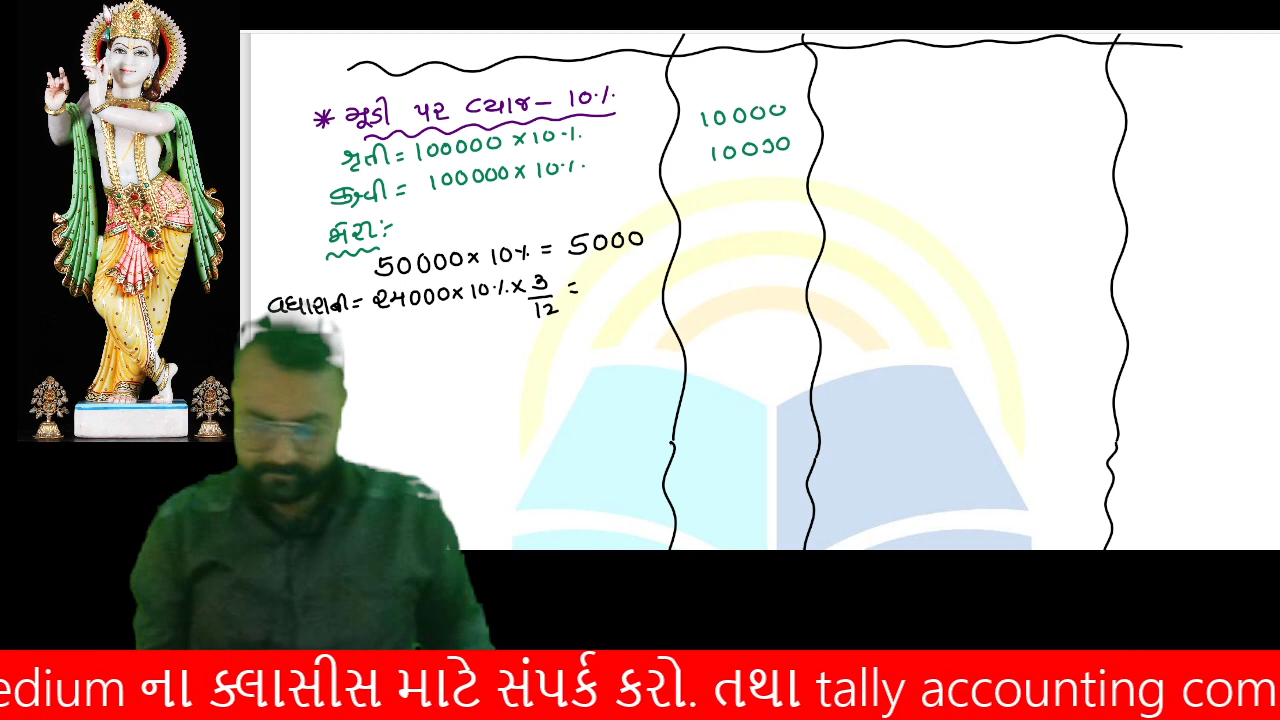 * મૂડી પર વ્યાજ – 10%
શ્રુતી = 100000 × 10% 10000
કલ્પી = 100000 × 10% 10000
મેરા :-
50000 × 10% = 5000
વધારાની = 24000 × 10% × 3/12 =
edium ના ક્લાસીસ માટે સંપર્ક કરો. તથા tally accounting com